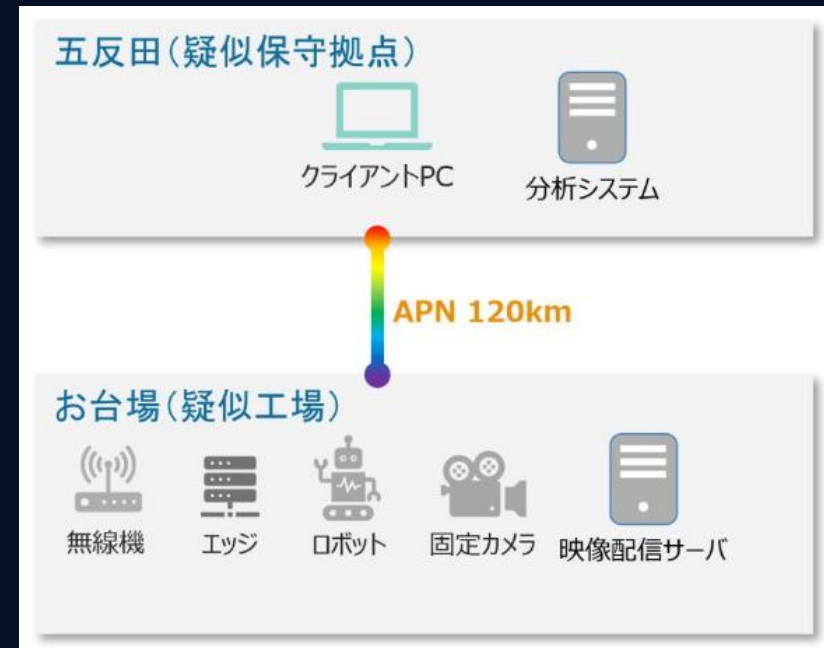 五反田(疑似保守拠点)
クライアントPC
分析システム
APN 120km
お台場(疑似工場)
無線機
エッジ
ロボット
固定カメラ
映像配信サーバ